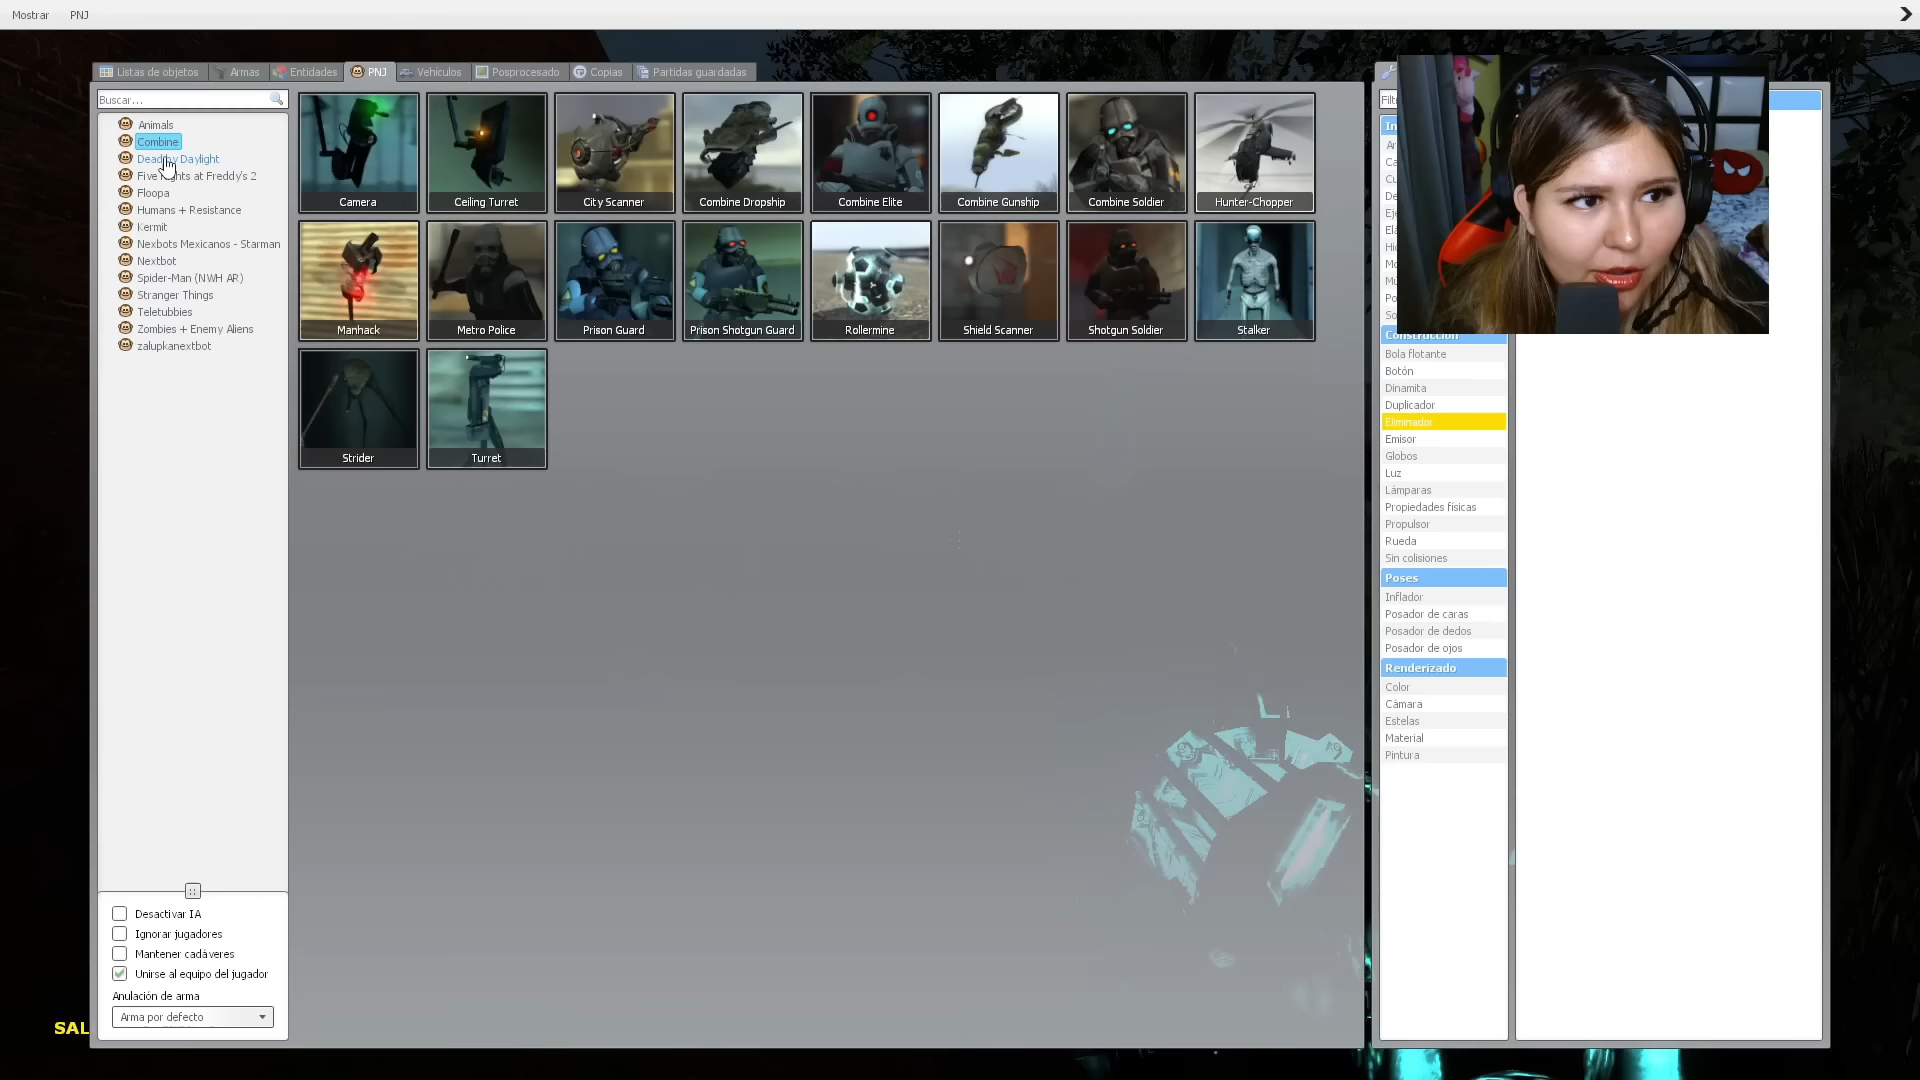 Mostrar PNJ
Listas de objetos Armas Entidades PNJ Vehículos Posprocesado Copias Partidas guardadas
Buscar...
Animals
Combine
Dead by Daylight
Five Nights at Freddy's 2
Floopa
Humans + Resistance
Kermit
Nexbots Mexicanos - Starman
Nextbot
Spider-Man (NWH AR)
Stranger Things
Teletubbies
Zombies + Enemy Aliens
zalupkanextbot
Camera Ceiling Turret City Scanner Combine Dropship Combine Elite Combine Gunship Combine Soldier Hunter-Chopper
Manhack Metro Police Prison Guard Prison Shotgun Guard Rollermine Shield Scanner Shotgun Soldier Stalker
Strider Turret
Desactivar IA
Ignorar jugadores
Mantener cadáveres
Unirse al equipo del jugador
Anulación de arma
Arma por defecto
SAL
Construcción
Bola flotante
Botón
Dinamita
Duplicador
Eliminador
Emisor
Globos
Luz
Lámparas
Propiedades físicas
Propulsor
Rueda
Sin colisiones
Poses
Inflador
Posador de caras
Posador de dedos
Posador de ojos
Renderizado
Color
Cámara
Estelas
Material
Pintura